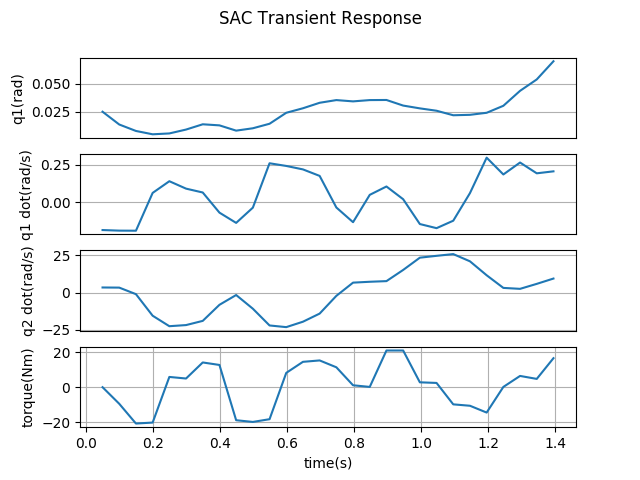 SAC Transient Response
q1(rad)
0.050
0.025
q1 dot(rad/s)
0.25
0.00
q2 dot(rad/s)
25
0
−25
torque(Nm)
20
0
−20
0.0 0.2 0.4 0.6 0.8 1.0 1.2 1.4
time(s)